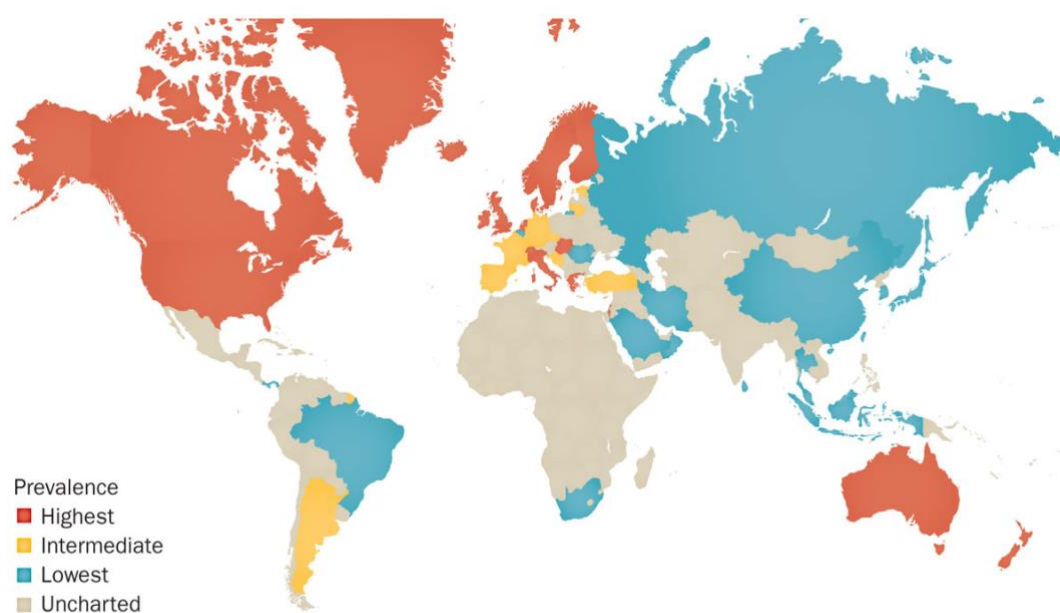 Prevalence
Highest
Intermediate
Lowest
Uncharted